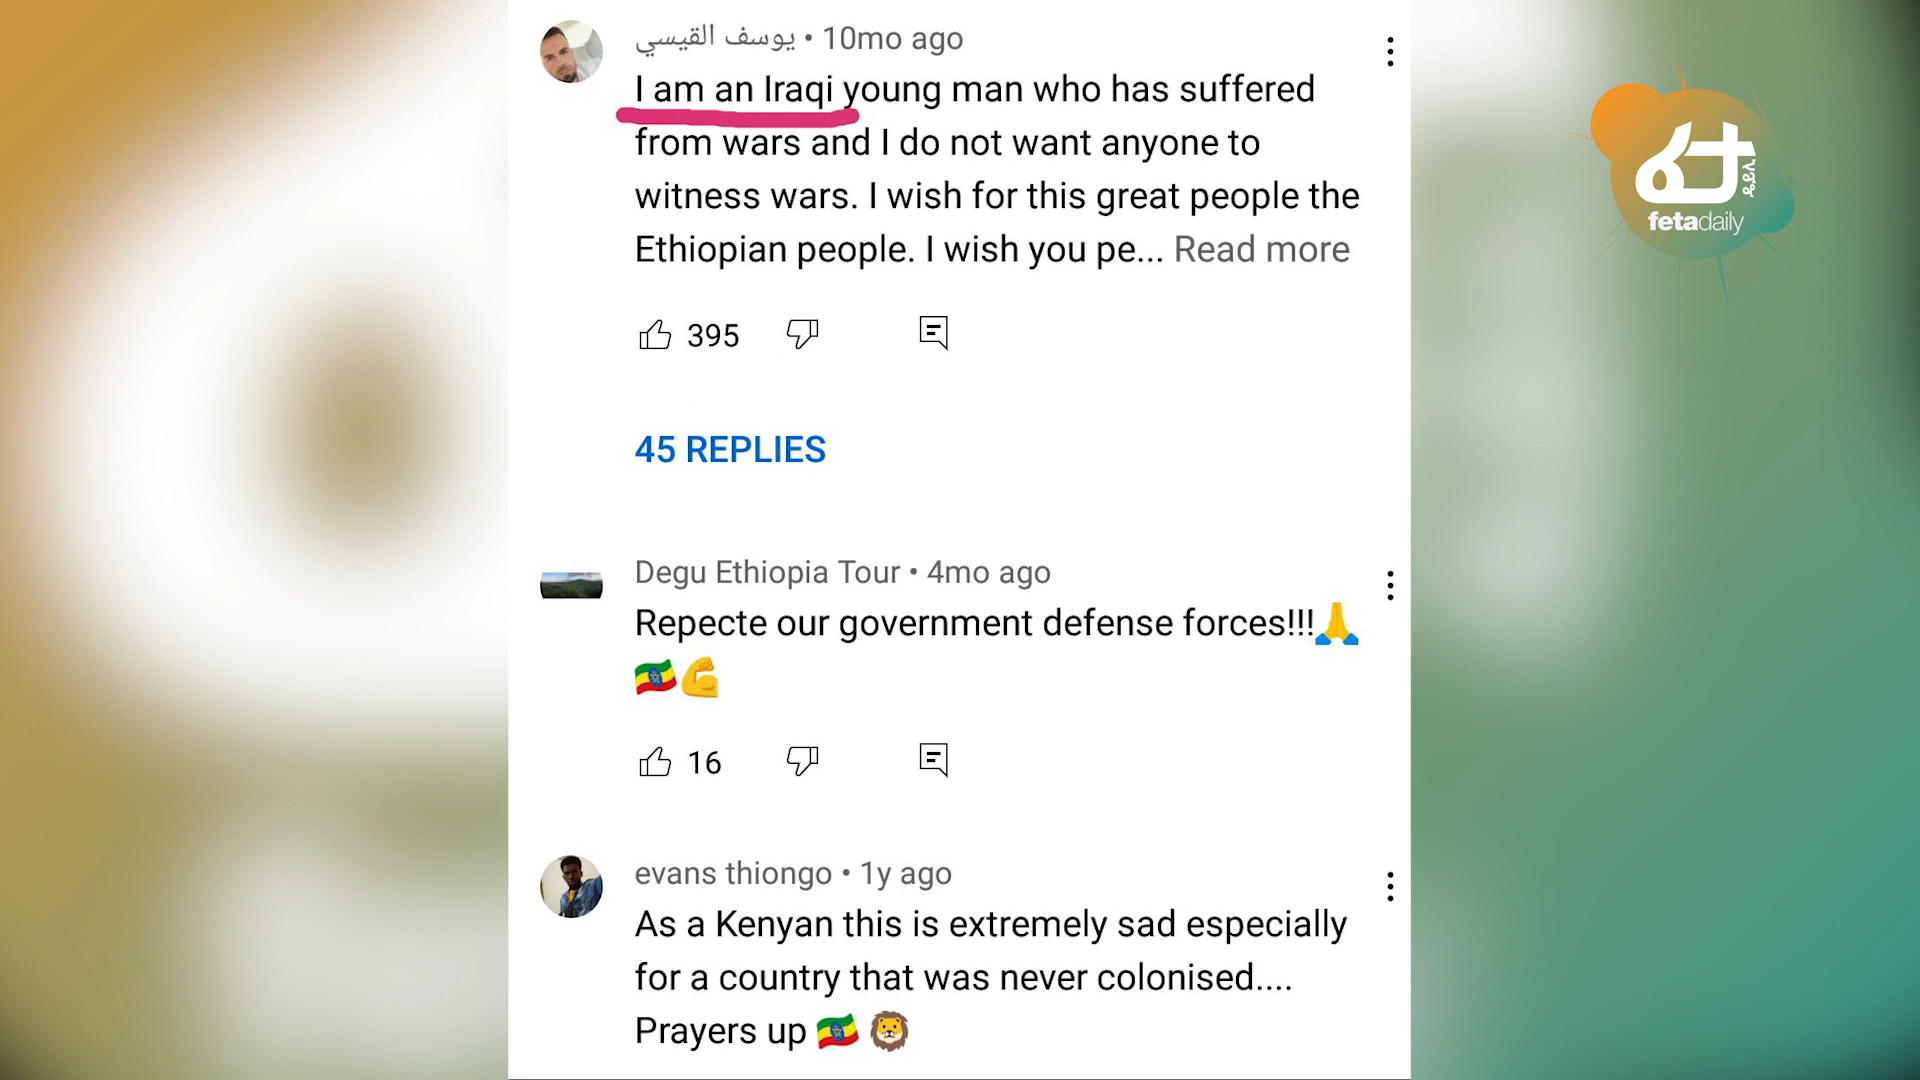 يوسف القيسي • 10mo ago
I am an Iraqi young man who has suffered
from wars and I do not want anyone to
witness wars. I wish for this great people the
Ethiopian people. I wish you pe... Read more
395
45 REPLIES
Degu Ethiopia Tour • 4mo ago
Repecte our government defense forces!!!🙏
🇪🇹💪
16
evans thiongo • 1y ago
As a Kenyan this is extremely sad especially
for a country that was never colonised....
Prayers up 🇪🇹 🦁
ፈታ
fetadaily